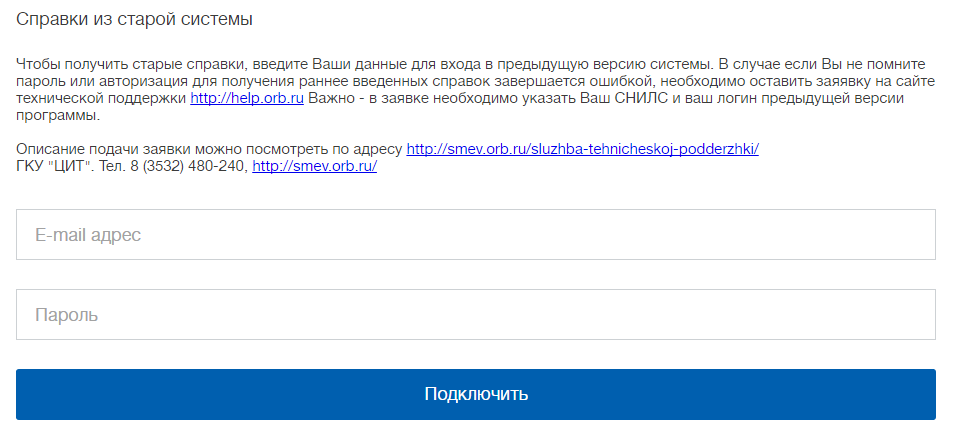 Справки из старой системы
Чтобы получить старые справки, введите Ваши данные для входа в предыдущую версию системы. В случае если Вы не помните
пароль или авторизация для получения раннее введенных справок завершается ошибкой, необходимо оставить заяявку на сайте
технической поддержки http://help.orb.ru Важно - в заявке необходимо указать Ваш СНИЛС и ваш логин предыдущей версии
программы.
Описание подачи заявки можно посмотреть по адресу http://smev.orb.ru/sluzhba-tehnicheskoj-podderzhki/
ГКУ "ЦИТ". Тел. 8 (3532) 480-240, http://smev.orb.ru/
E-mail адрес
Пароль
Подключить